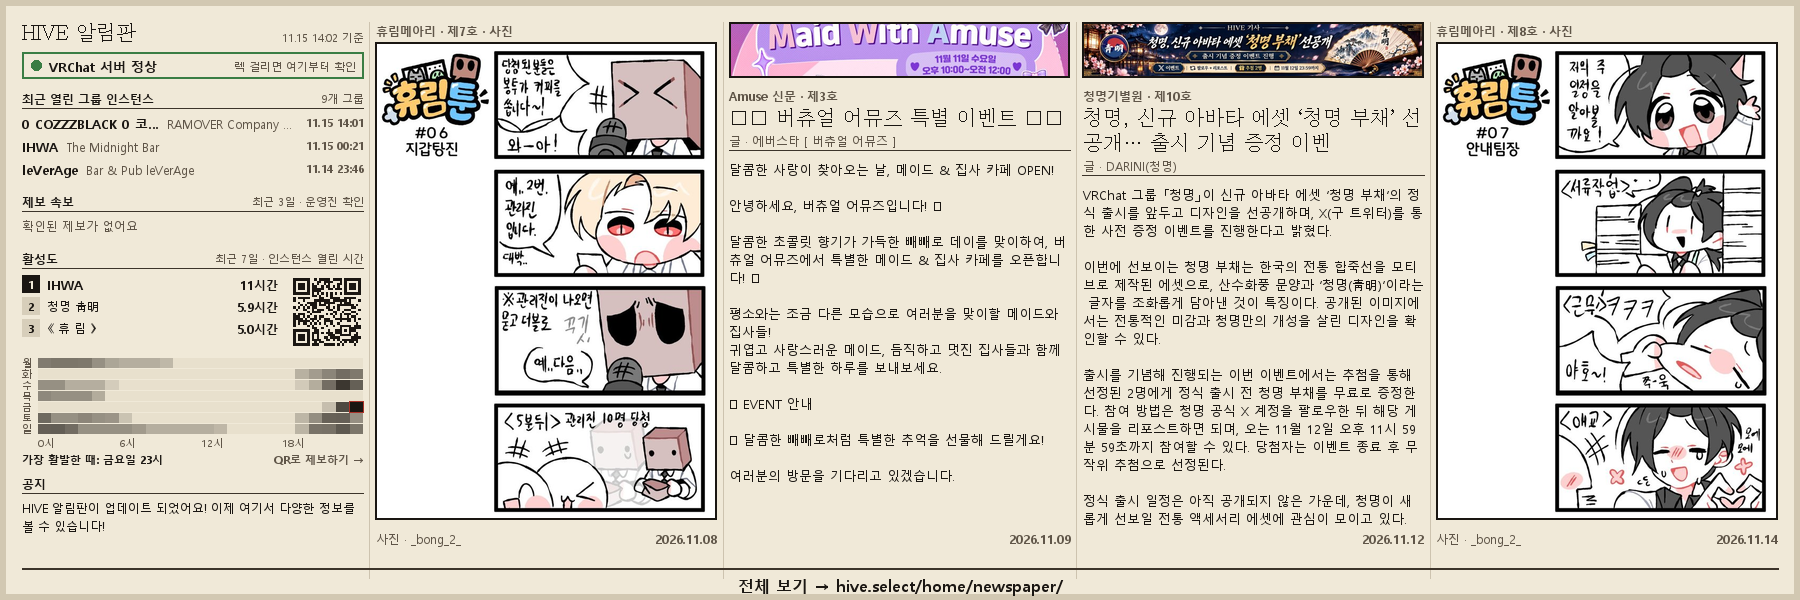 HIVE 알림판
11.15 14:02 기준
VRChat 서버 정상
렉 걸리면 여기부터 확인
최근 열린 그룹 인스턴스
9개 그룹
O COZZZBLACK O 코...
RAMOVER Company ...
11.15 14:01
IHWA
The Midnight Bar
11.15 00:21
leVerAge
Bar & Pub leVerAge
11.14 23:46
제보 속보
최근 3일 · 운영진 확인
확인된 제보가 없어요
활성도
최근 7일 · 인스턴스 열린 시간
1 IHWA 11시간
2 청명 靑明 5.9시간
3 《 휴 림 》 5.0시간
월
화
수
목
금
토
일
0시 6시 12시 18시
가장 활발한 때: 금요일 23시
QR로 제보하기 →
공지
HIVE 알림판이 업데이트 되었어요! 이제 여기서 다양한 정보를
볼 수 있습니다!
휴림메아리 · 제7호 · 사진
휴림툰
#06
지갑탕진
당첨된분들은
봉투가 커피를
쏩니다~!
와-아!
예,, 2번.
관리진
입니다.
대박..
※관리진이 나오면
묻고 더블로
예..다음,,
<5분뒤> 관리진 10명 당첨
사진 · _bong_2_
2026.11.08
Maid With Amuse
11월 11일 수요일
오후 10:00~오전 12:00
Amuse 신문 · 제3호
버츄얼 어뮤즈 특별 이벤트
글 · 에버스타 [ 버츄얼 어뮤즈 ]
달콤한 사랑이 찾아오는 날, 메이드 & 집사 카페 OPEN!
안녕하세요, 버츄얼 어뮤즈입니다!
달콤한 초콜릿 향기가 가득한 빼빼로 데이를 맞이하여, 버
츄얼 어뮤즈에서 특별한 메이드 & 집사 카페를 오픈합니
다!
평소와는 조금 다른 모습으로 여러분을 맞이할 메이드와
집사들!
귀엽고 사랑스러운 메이드, 듬직하고 멋진 집사들과 함께
달콤하고 특별한 하루를 보내보세요.
EVENT 안내
달콤한 빼빼로처럼 특별한 추억을 선물해 드릴게요!
여러분의 방문을 기다리고 있겠습니다.
2026.11.09
HIVE 기사
청명, 신규 아바타 에셋 '청명 부채' 선공개
출시 기념 증정 이벤트 진행
청명기별원 · 제10호
청명, 신규 아바타 에셋 ‘청명 부채’ 선
공개… 출시 기념 증정 이벤
글 · DARINI(청명)
VRChat 그룹 「청명」이 신규 아바타 에셋 ‘청명 부채’의 정
식 출시를 앞두고 디자인을 선공개하며, X(구 트위터)를 통
한 사전 증정 이벤트를 진행한다고 밝혔다.
이번에 선보이는 청명 부채는 한국의 전통 합죽선을 모티
브로 제작된 에셋으로, 산수화풍 문양과 ‘청명(靑明)’이라는
글자를 조화롭게 담아낸 것이 특징이다. 공개된 이미지에
서는 전통적인 미감과 청명만의 개성을 살린 디자인을 확
인할 수 있다.
출시를 기념해 진행되는 이번 이벤트에서는 추첨을 통해
선정된 2명에게 정식 출시 전 청명 부채를 무료로 증정한
다. 참여 방법은 청명 공식 X 계정을 팔로우한 뒤 해당 게
시물을 리포스트하면 되며, 오는 11월 12일 오후 11시 59
분 59초까지 참여할 수 있다. 당첨자는 이벤트 종료 후 무
작위 추첨으로 선정된다.
정식 출시 일정은 아직 공개되지 않은 가운데, 청명이 새
롭게 선보일 전통 액세서리 에셋에 관심이 모이고 있다.
2026.11.12
휴림메아리 · 제8호 · 사진
휴림툰
#07
안내팀장
저의 주
일정을
알아볼
까요!
<서류작업>
<근무>
ㅋㅋㅋ
야호~!
쭈-욱
<애교>
모에
모에
사진 · _bong_2_
2026.11.14
전체 보기 → hive.select/home/newspaper/